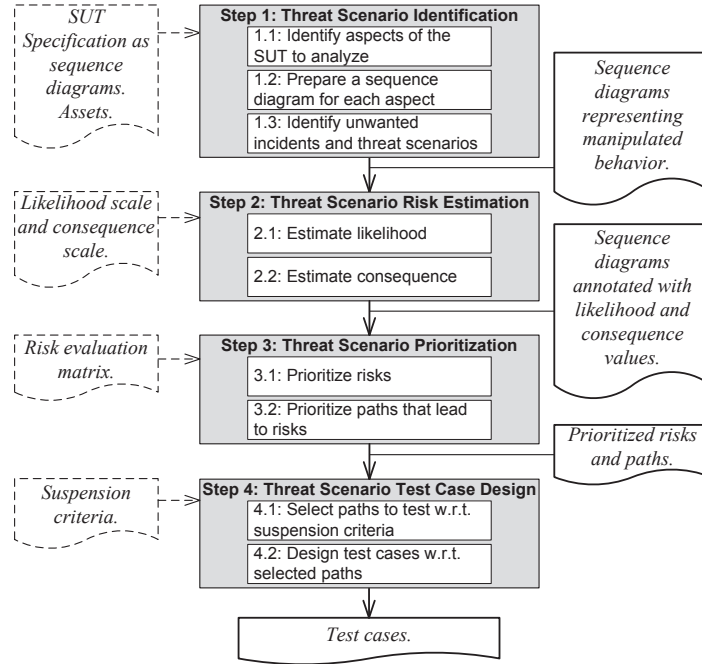 SUT
Specification as
sequence
diagrams.
Assets.
Step 1: Threat Scenario Identification
1.1: Identify aspects of the
SUT to analyze
1.2: Prepare a sequence
diagram for each aspect
1.3: Identify unwanted
incidents and threat scenarios
Sequence
diagrams
representing
manipulated
behavior.
Likelihood scale
and consequence
scale.
Step 2: Threat Scenario Risk Estimation
2.1: Estimate likelihood
2.2: Estimate consequence
Sequence
diagrams
annotated with
likelihood and
consequence
values.
Risk evaluation
matrix.
Step 3: Threat Scenario Prioritization
3.1: Prioritize risks
3.2: Prioritize paths that lead
to risks
Prioritized risks
and paths.
Suspension
criteria.
Step 4: Threat Scenario Test Case Design
4.1: Select paths to test w.r.t.
suspension criteria
4.2: Design test cases w.r.t.
selected paths
Test cases.